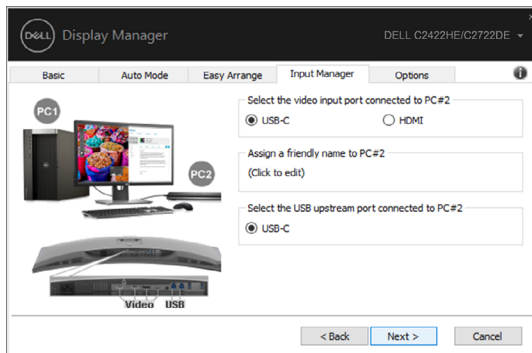 DELL Display Manager
DELL C2422HE/C2722DE
Basic
Auto Mode
Easy Arrange
Input Manager
Options
PC1
PC2
Video
USB
Select the video input port connected to PC#2
USB-C
HDMI
Assign a friendly name to PC#2
(Click to edit)
Select the USB upstream port connected to PC#2
USB-C
< Back
Next >
Cancel